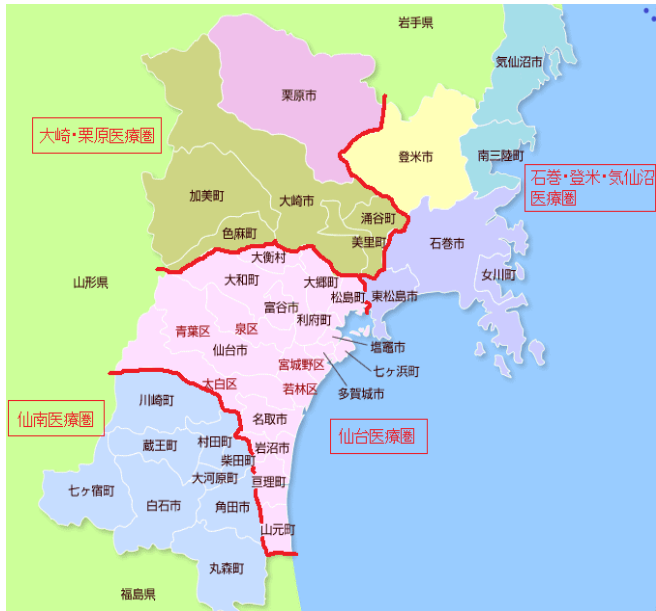 岩手県
気仙沼市
栗原市
大崎・栗原医療圏
登米市
南三陸町
石巻・登米・気仙沼
医療圏
加美町
大崎市
涌谷町
色麻町
美里町
石巻市
大衡村
女川町
山形県
大和町
大郷町
松島町
東松島市
富谷市
利府町
青葉区
泉区
塩竈市
仙台市
宮城野区
七ヶ浜町
太白区
若林区
多賀城市
川崎町
仙南医療圏
名取市
仙台医療圏
蔵王町
村田町
岩沼市
柴田町
大河原町
七ヶ宿町
亘理町
白石市
角田市
山元町
丸森町
福島県